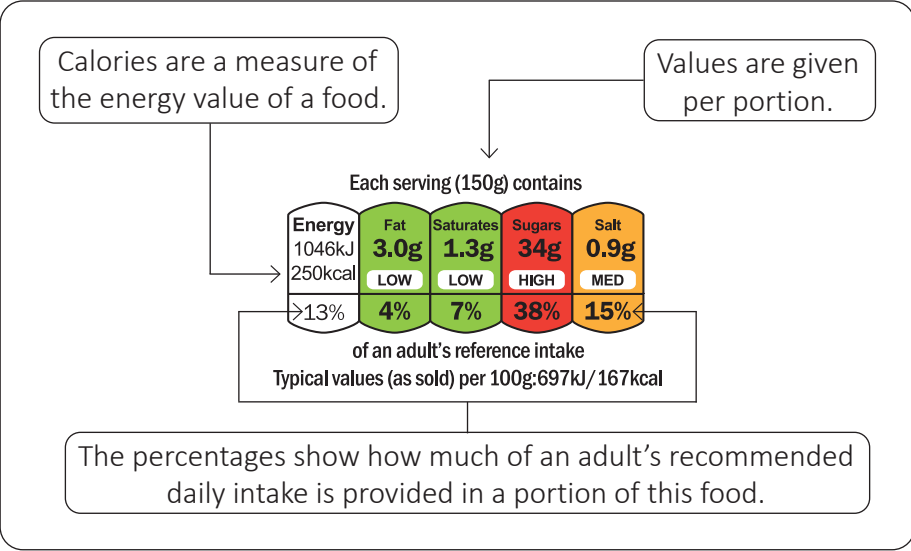 Calories are a measure of
the energy value of a food.
Values are given
per portion.
Each serving (150g) contains
Energy
1046kJ
250kcal
13%
Fat
3.0g
LOW
4%
Saturates
1.3g
LOW
7%
Sugars
34g
HIGH
38%
Salt
0.9g
MED
15%
of an adult's reference intake
Typical values (as sold) per 100g:697kJ/167kcal
The percentages show how much of an adult's recommended
daily intake is provided in a portion of this food.